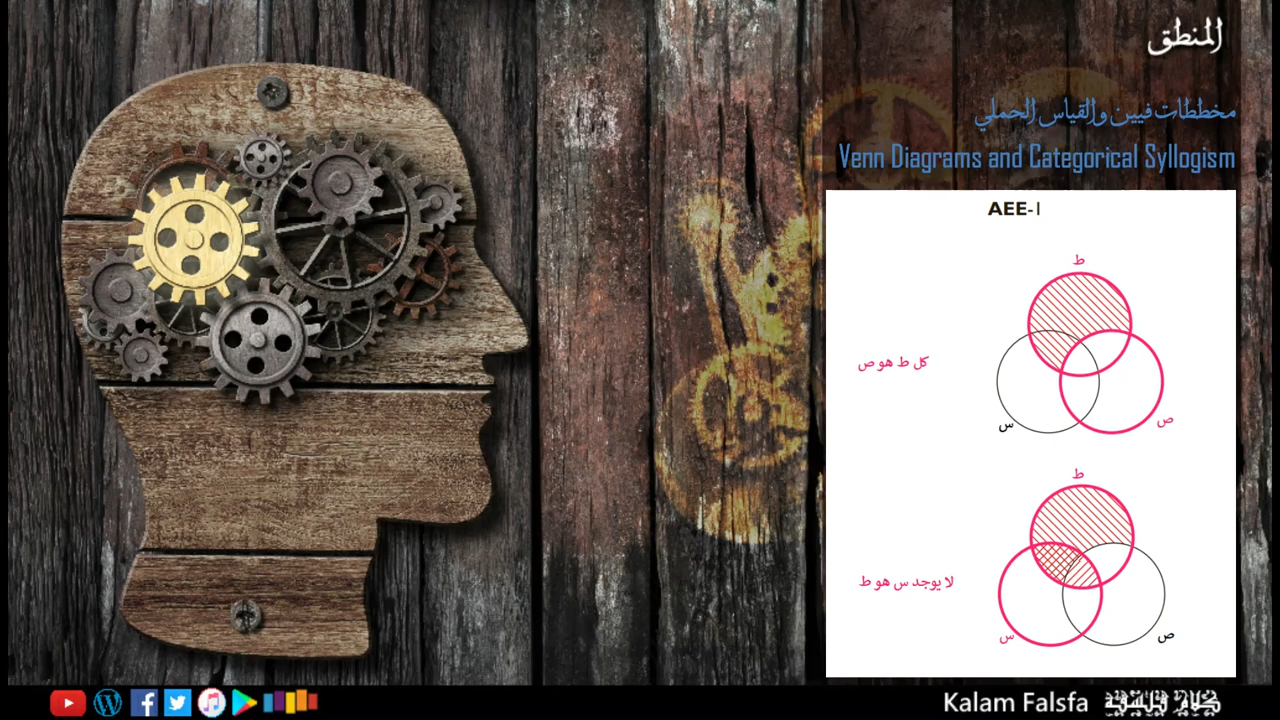 المنطق
مخططات فيين والقياس الحملي
Venn Diagrams and Categorical Syllogism
AEE-I
ط
كل ط هو ص
س
ص
ط
لا يوجد س هو ط
س
ص
Kalam Falsfa
كلام فلسفة